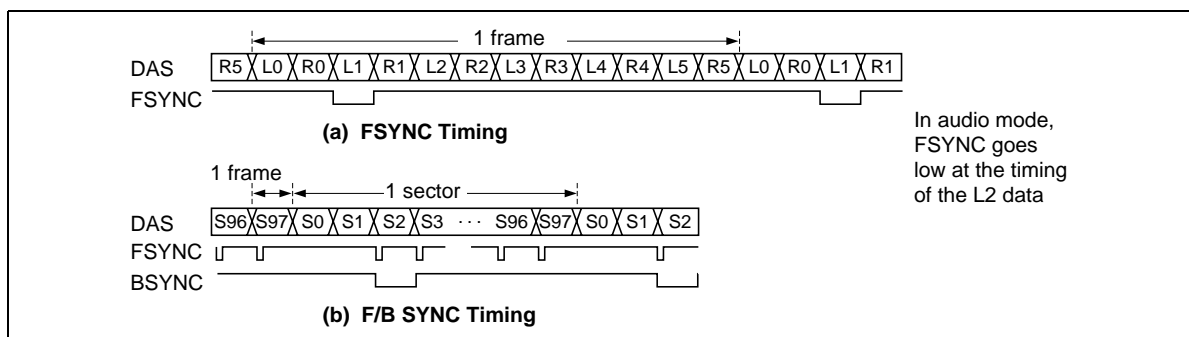 1 frame
DAS R5 L0 R0 L1 R1 L2 R2 L3 R3 L4 R4 L5 R5 L0 R0 L1 R1
FSYNC
(a) FSYNC Timing
In audio mode,
FSYNC goes
low at the timing
of the L2 data
1 frame
1 sector
DAS S96 S97 S0 S1 S2 S3 ··· S96 S97 S0 S1 S2
FSYNC
BSYNC
(b) F/B SYNC Timing